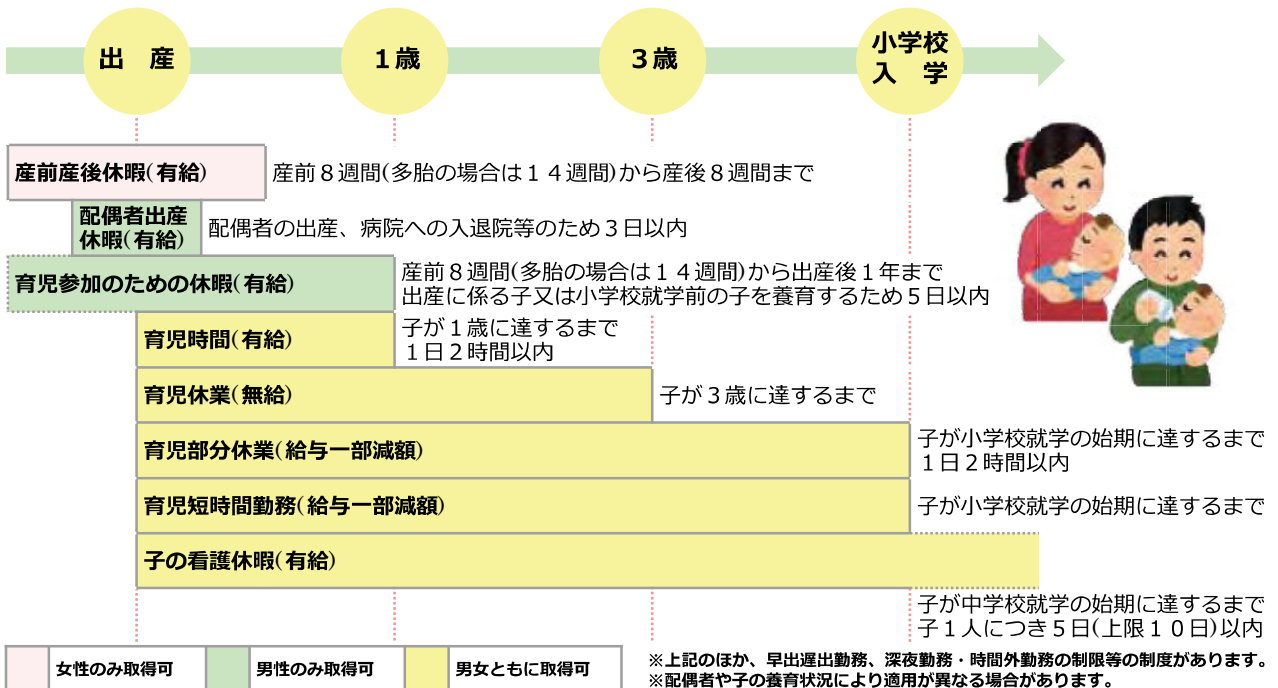 出　産
１歳
３歳
小学校
入　学
産前産後休暇(有給)
産前８週間(多胎の場合は１４週間)から産後８週間まで
配偶者出産
休暇(有給)
配偶者の出産、病院への入退院等のため３日以内
育児参加のための休暇(有給)
産前８週間(多胎の場合は１４週間)から出産後１年まで
出産に係る子又は小学校就学前の子を養育するため５日以内
育児時間(有給)
子が１歳に達するまで
１日２時間以内
育児休業(無給)
子が３歳に達するまで
育児部分休業(給与一部減額)
子が小学校就学の始期に達するまで
１日２時間以内
育児短時間勤務(給与一部減額)
子が小学校就学の始期に達するまで
子の看護休暇(有給)
子が中学校就学の始期に達するまで
子１人につき５日(上限１０日)以内
女性のみ取得可
男性のみ取得可
男女ともに取得可
※上記のほか、早出遅出勤務、深夜勤務・時間外勤務の制限等の制度があります。
※配偶者や子の養育状況により適用が異なる場合があります。